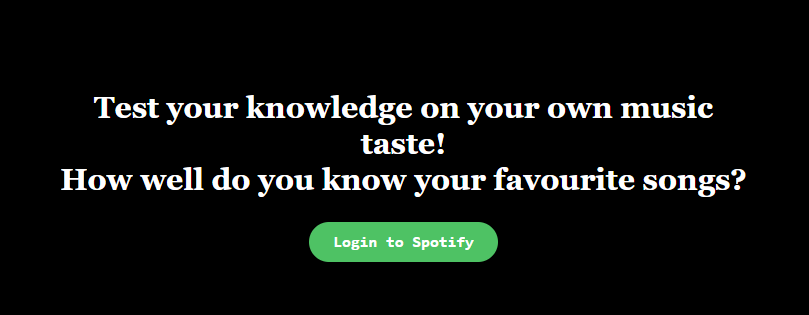 Test your knowledge on your own music
taste!
How well do you know your favourite songs?
Login to Spotify